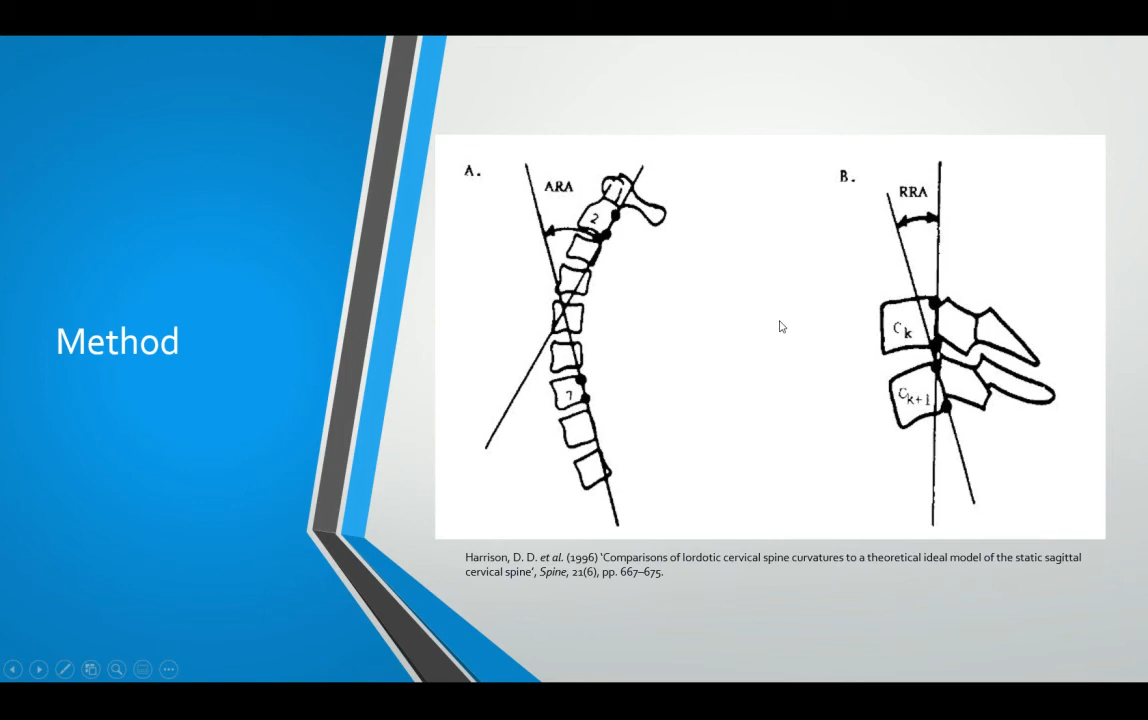 Method
A.
ARA
2
7
B.
RRA
Ck
Ck+1
Harrison, D. D. et al. (1996) ‘Comparisons of lordotic cervical spine curvatures to a theoretical ideal model of the static sagittal
cervical spine’, Spine, 21(6), pp. 667–675.